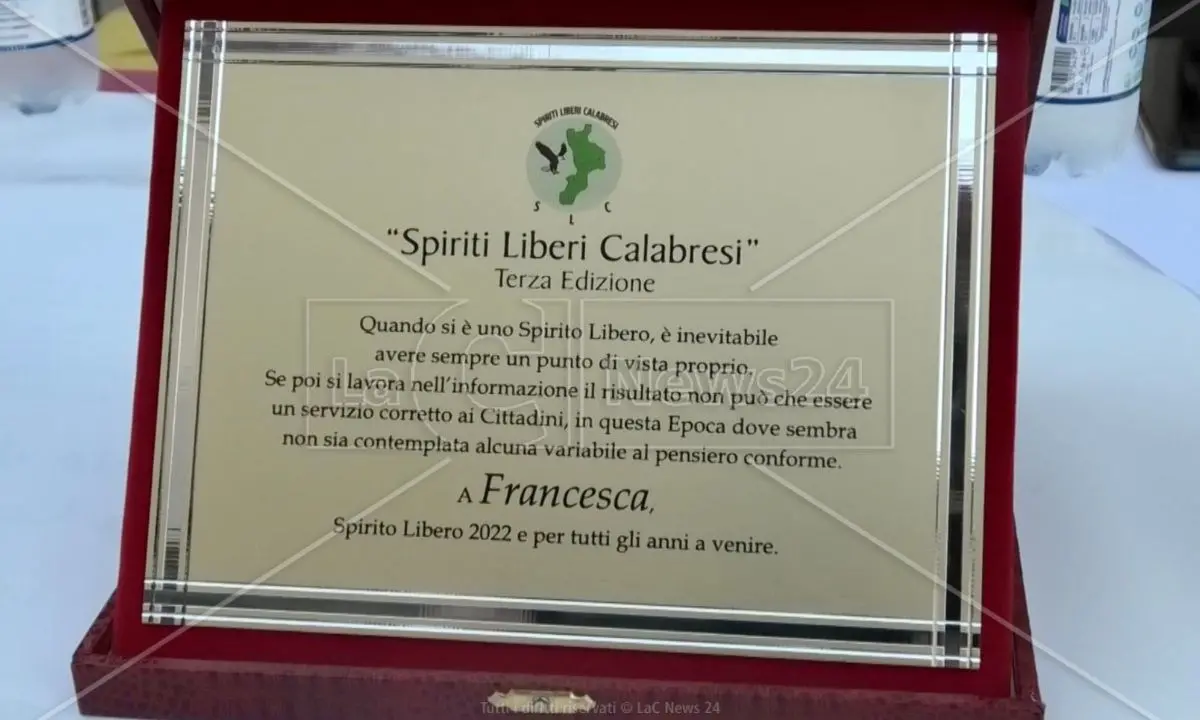 SPIRITI LIBERI CALABRESI
S L C
“Spiriti Liberi Calabresi”
Terza Edizione
Quando si è uno Spirito Libero, è inevitabile
avere sempre un punto di vista proprio.
Se poi si lavora nell'informazione il risultato non può che essere
un servizio corretto ai Cittadini, in questa Epoca dove sembra
non sia contemplata alcuna variabile al pensiero conforme.
A Francesca,
Spirito Libero 2022 e per tutti gli anni a venire.
LaC News24
Tutti i diritti riservati © LaC News 24